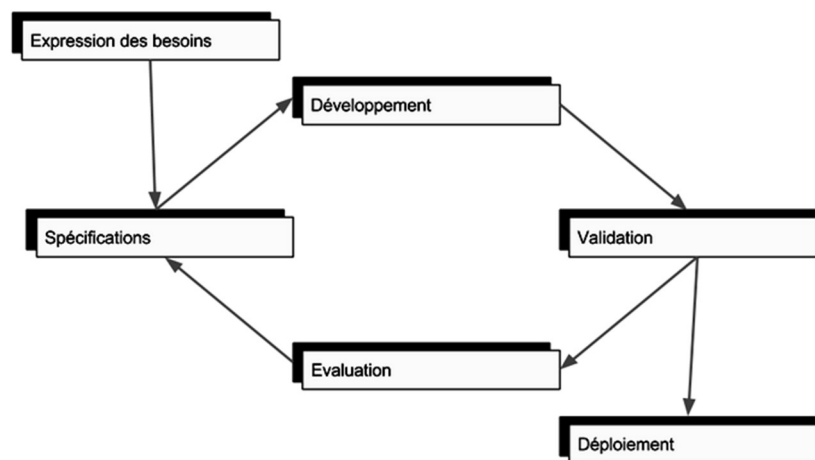 Expression des besoins
Développement
Spécifications
Validation
Evaluation
Déploiement